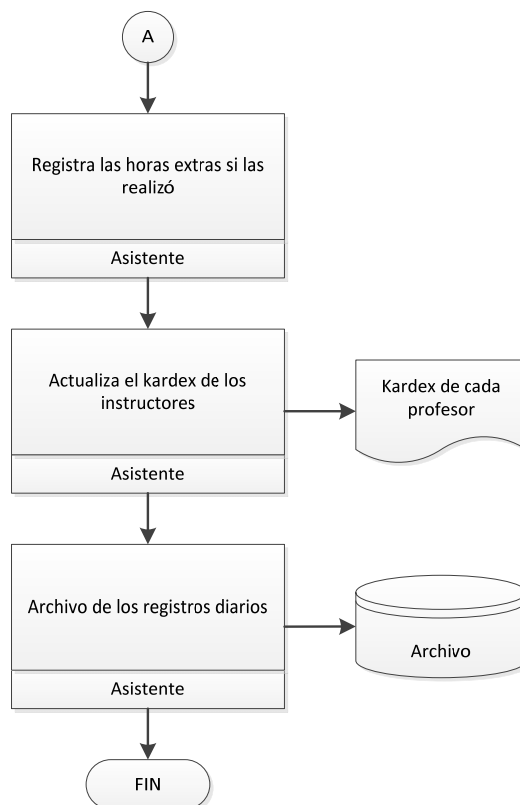 A
Registra las horas extras si las
realizó
Asistente
Actualiza el kardex de los
instructores
Asistente
Kardex de cada
profesor
Archivo de los registros diarios
Asistente
Archivo
FIN